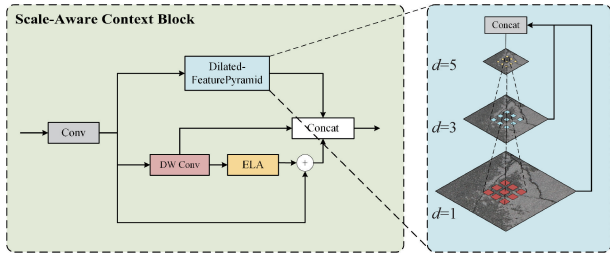 Scale-Aware Context Block
Dilated-
FeaturePyramid
Conv
Concat
DW Conv
ELA
+
Concat
d=5
d=3
d=1